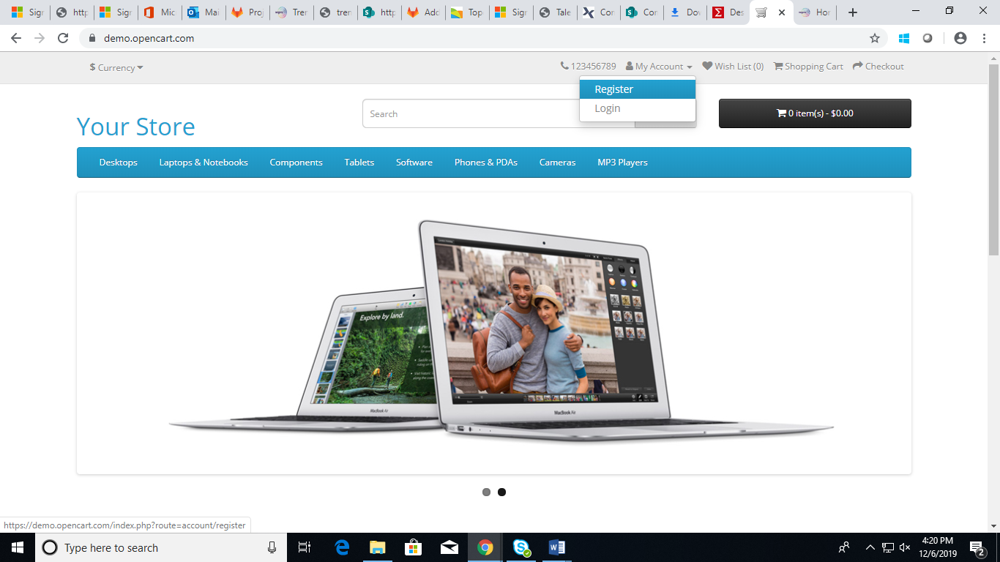 Sigr http Sigr Mic Mai Proj Trer tren http Adc Top Sigr Tale Cor Cor Dov Des Hor
demo.opencart.com
$ Currency 123456789 My Account Wish List (0) Shopping Cart Checkout
Register
Login
Your Store
Search
0 item(s) - $0.00
Desktops Laptops & Notebooks Components Tablets Software Phones & PDAs Cameras MP3 Players
Explore by land.
MacBook Air
MacBook Air
https://demo.opencart.com/index.php?route=account/register
Type here to search
4:20 PM
12/6/2019
2